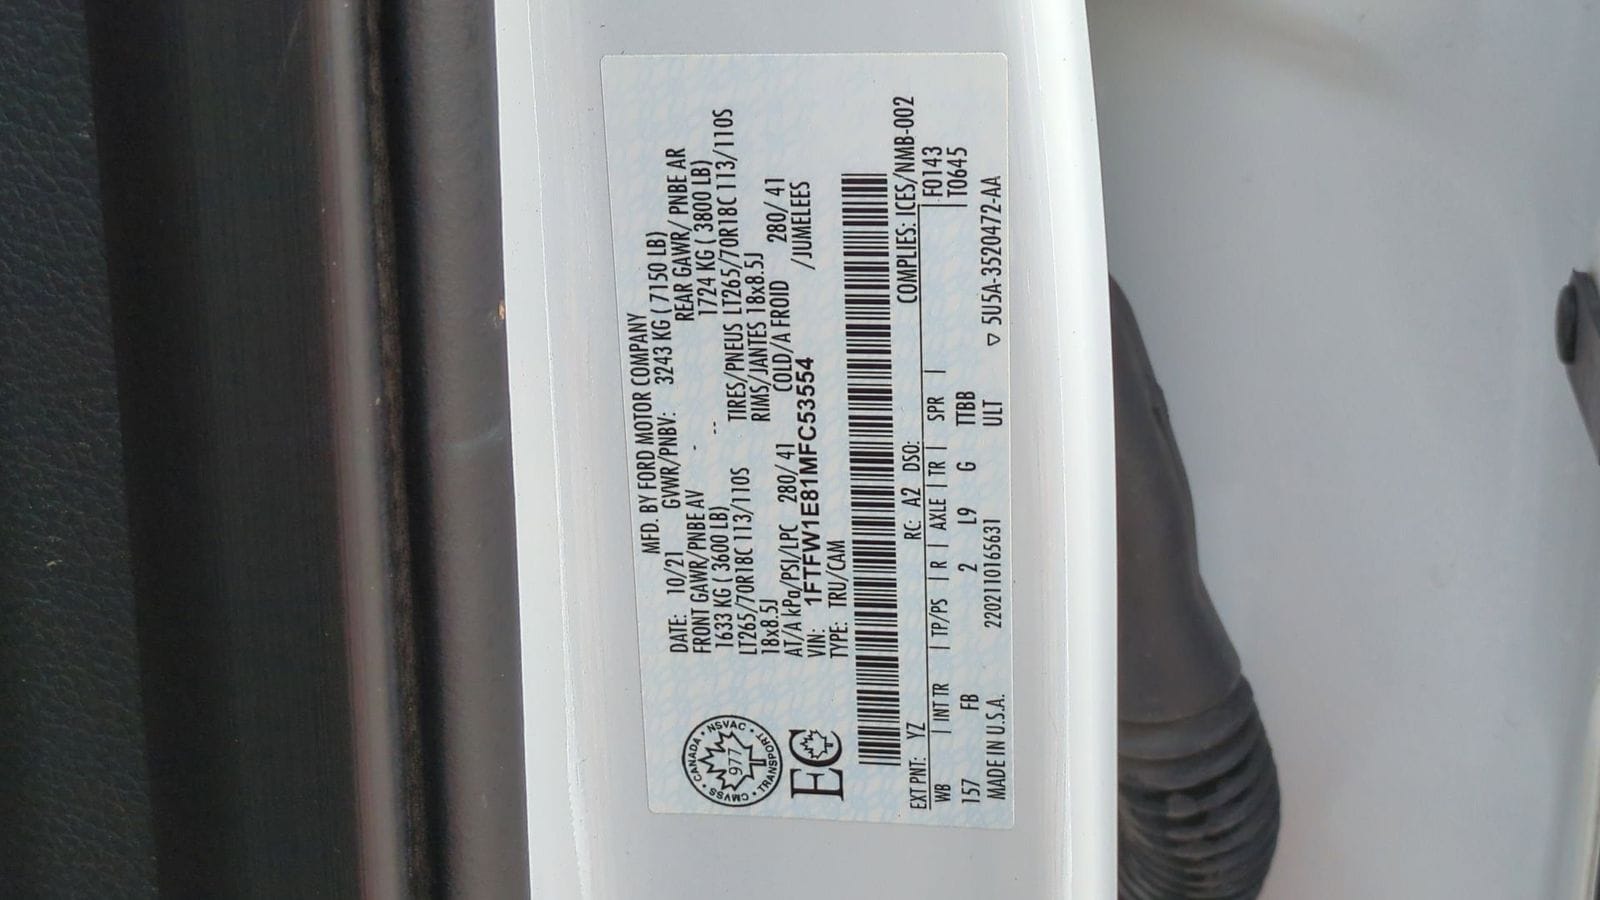 MFD. BY FORD MOTOR COMPANY
DATE: 10/21 GVWR/PNBV: 3243 KG ( 7150 LB)
FRONT GAWR/PNBE AV - REAR GAWR/ PNBE AR
1633 KG ( 3600 LB) -- 1724 KG ( 3800 LB)
LT265/70R18C 113/110S TIRES/PNEUS LT265/70R18C 113/110S
18x8.5J RIMS/JANTES 18x8.5J
AT/A kPa/PSI/LPC 280/ 41 COLD/A FROID 280/ 41
VIN: 1FTFW1E81MFC53554 /JUMELEES
TYPE: TRU/CAM
CANADA • NSVAC • TRANSPORT • CMVSS •
977
EC
EXT PNT: YZ RC: A2 DSO: COMPLIES: ICES/NMB-002
WB | INT TR | TP/PS | R | AXLE | TR | SPR | F0143
157 FB 2 L9 G TTBB T0645
MADE IN U.S.A. 2202110165631 ULT ▽ 5U5A-3520472-AA